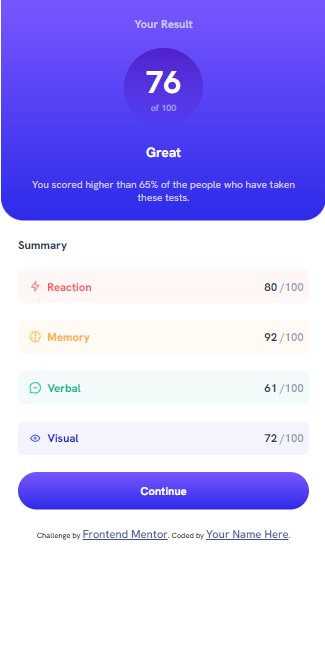 Your Result
76
of 100
Great
You scored higher than 65% of the people who have taken
these tests.
Summary
Reaction 80 /100
Memory 92 /100
Verbal 61 /100
Visual 72 /100
Continue
Challenge by Frontend Mentor. Coded by Your Name Here.